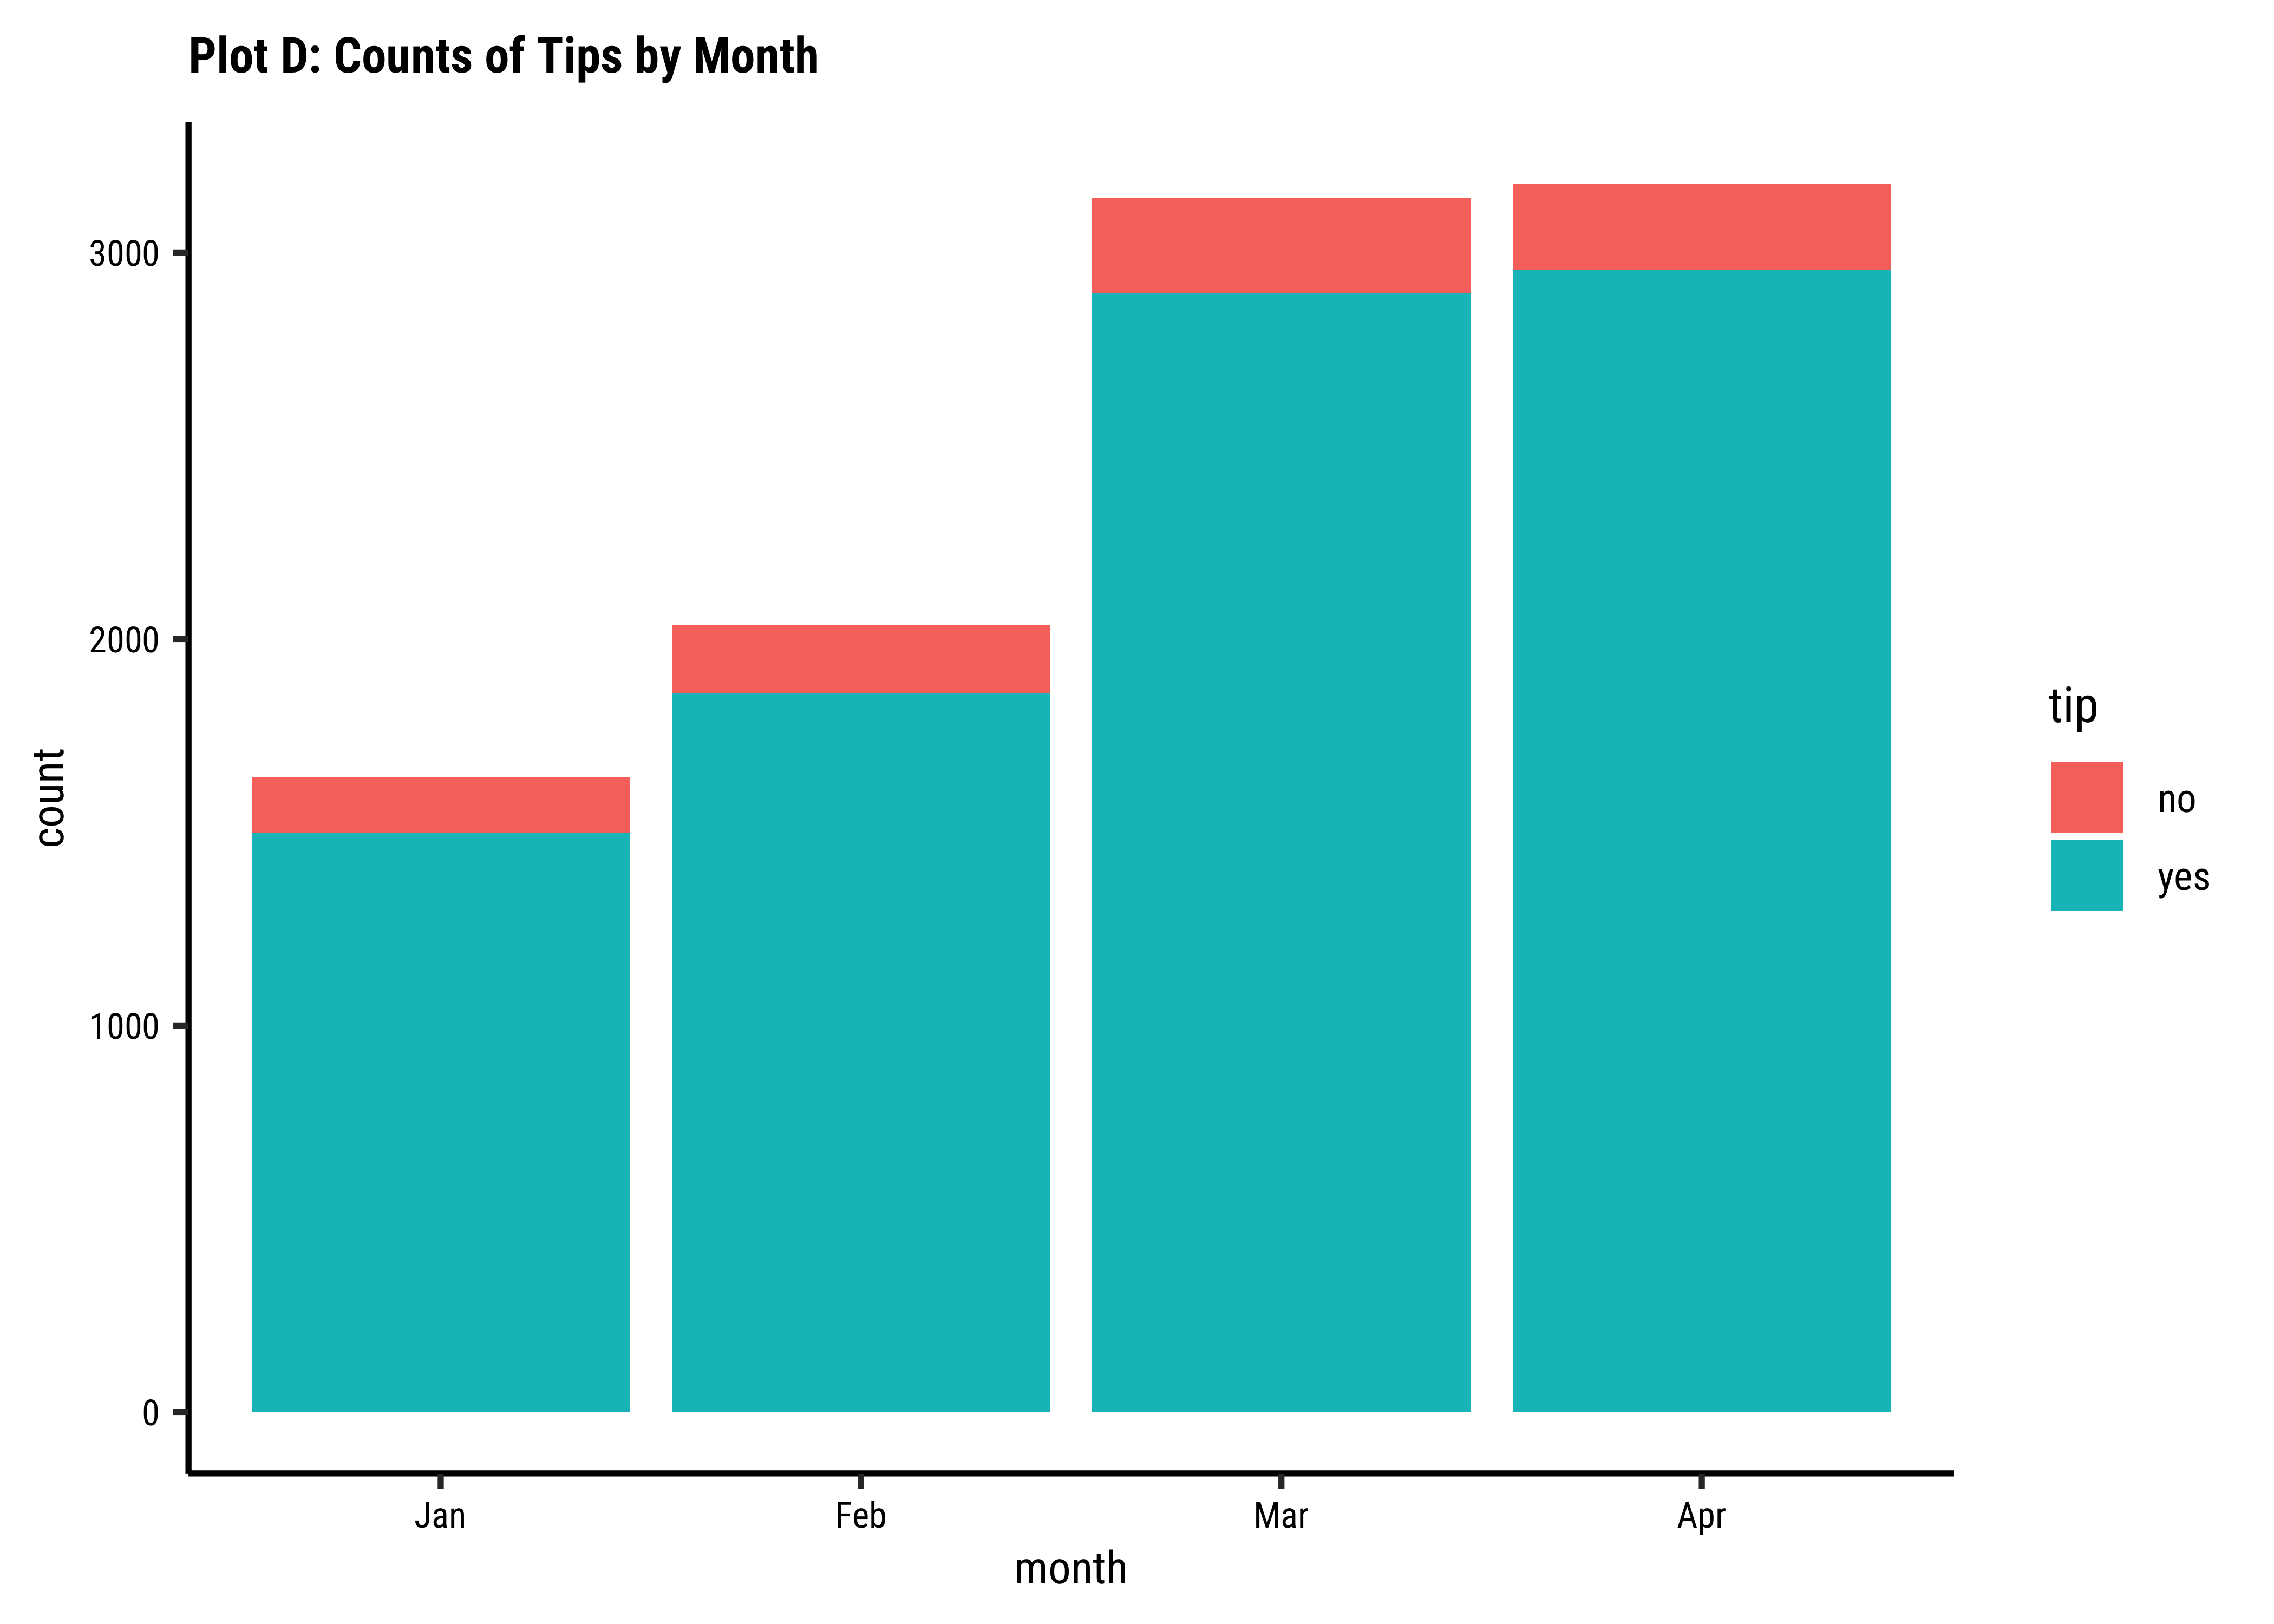 Plot D: Counts of Tips by Month
3000
2000
1000
0
count
Jan Feb Mar Apr
month
tip
no
yes